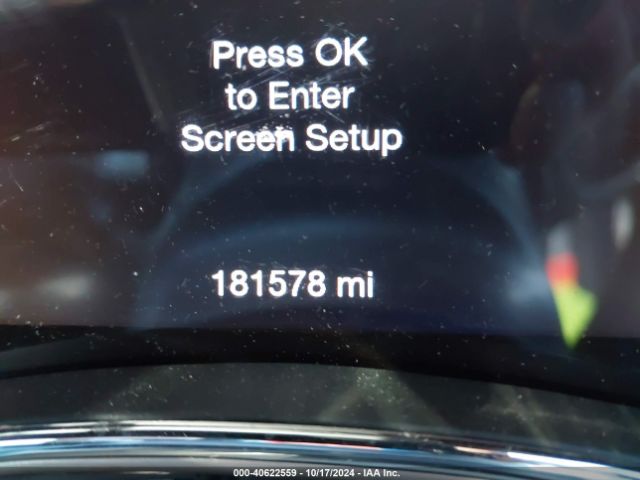 Press OK
to Enter
Screen Setup
181578 mi
000-40622559 - 10/17/2024 - IAA Inc.